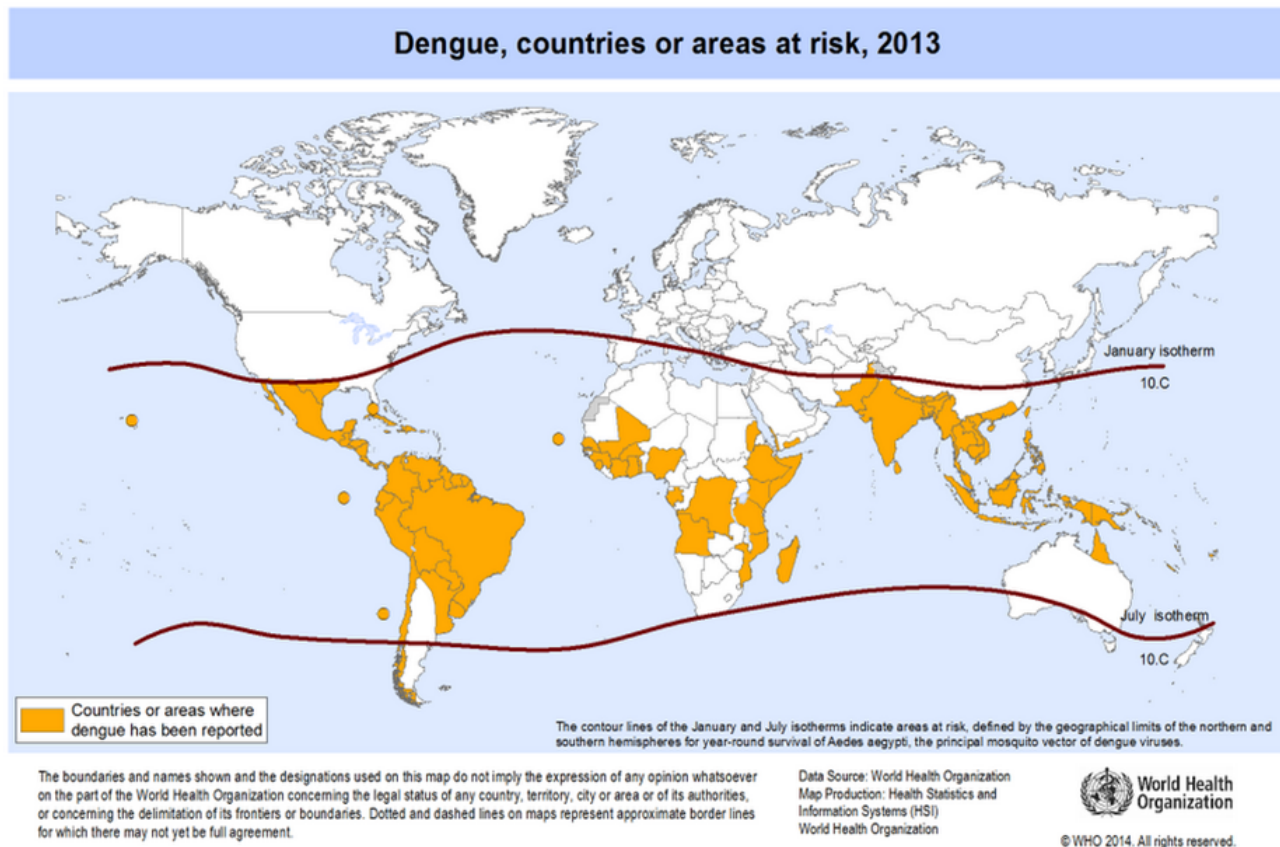 Dengue, countries or areas at risk, 2013
January isotherm
10.C
July isotherm
10.C
Countries or areas where
dengue has been reported
The contour lines of the January and July isotherms indicate areas at risk, defined by the geographical limits of the northern and
southern hemispheres for year-round survival of Aedes aegypti, the principal mosquito vector of dengue viruses.
The boundaries and names shown and the designations used on this map do not imply the expression of any opinion whatsoever
on the part of the World Health Organization concerning the legal status of any country, territory, city or area or of its authorities,
or concerning the delimitation of its frontiers or boundaries. Dotted and dashed lines on maps represent approximate border lines
for which there may not yet be full agreement.
Data Source: World Health Organization
Map Production: Health Statistics and
Information Systems (HSI)
World Health Organization
World Health
Organization
© WHO 2014. All rights reserved.